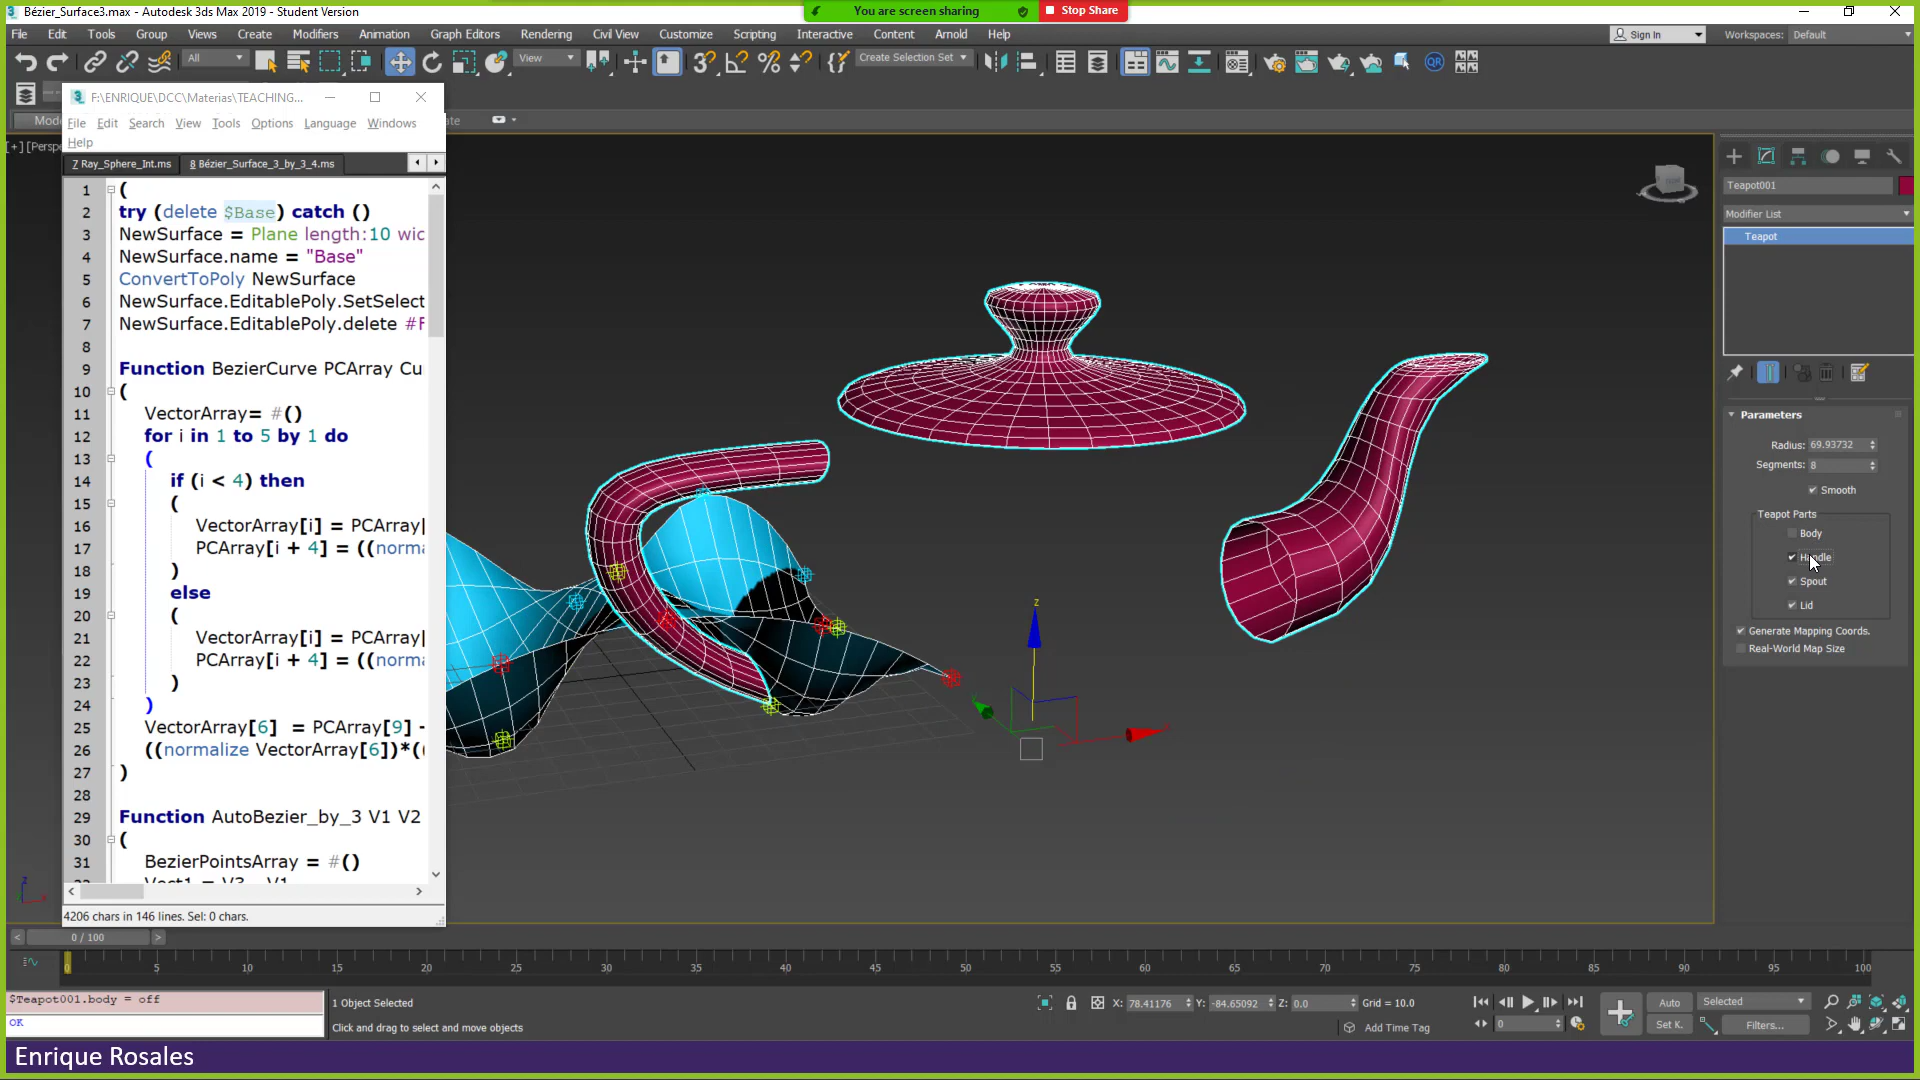 Bézier_Surface3.max - Autodesk 3ds Max 2019 - Student Version
You are screen sharing
Stop Share
File Edit Tools Group Views Create Modifiers Animation Graph Editors Rendering Civil View Customize Scripting Interactive Content Arnold Help
Sign In
Workspaces: Default
All
View
Create Selection Set
F:\ENRIQUE\DCC\Materias\TEACHING...
File Edit Search View Tools Options Language Windows
Help
[+] [Persp
7 Ray_Sphere_Int.ms
8 Bézier_Surface_3_by_3_4.ms
1 (
2 try (delete $Base) catch ()
3 NewSurface = Plane length:10 wic
4 NewSurface.name = "Base"
5 ConvertToPoly NewSurface
6 NewSurface.EditablePoly.SetSelect
7 NewSurface.EditablePoly.delete #F
8
9 Function BezierCurve PCArray Cu
10 (
11 VectorArray= #()
12 for i in 1 to 5 by 1 do
13 (
14 if (i < 4) then
15 (
16 VectorArray[i] = PCArray[
17 PCArray[i + 4] = ((norma
18 )
19 else
20 (
21 VectorArray[i] = PCArray[
22 PCArray[i + 4] = ((norma
23 )
24 )
25 VectorArray[6] = PCArray[9] -
26 ((normalize VectorArray[6])*((
27 )
28
29 Function AutoBezier_by_3 V1 V2
30 (
31 BezierPointsArray = #()
4206 chars in 146 lines. Sel: 0 chars.
Teapot001
Modifier List
Teapot
Parameters
Radius: 69.93732
Segments: 8
Smooth
Teapot Parts
Body
Handle
Spout
Lid
Generate Mapping Coords.
Real-World Map Size
z
0 / 100
0 5 10 15 20 25 30 35 40 45 50 55 60 65 70 75 80 85 90 95 100
$Teapot001.body = off
OK
1 Object Selected
Click and drag to select and move objects
X: 78.41176 Y: -84.65092 Z: 0.0 Grid = 10.0
Add Time Tag
0
Auto
Selected
Set K.
Filters...
Enrique Rosales